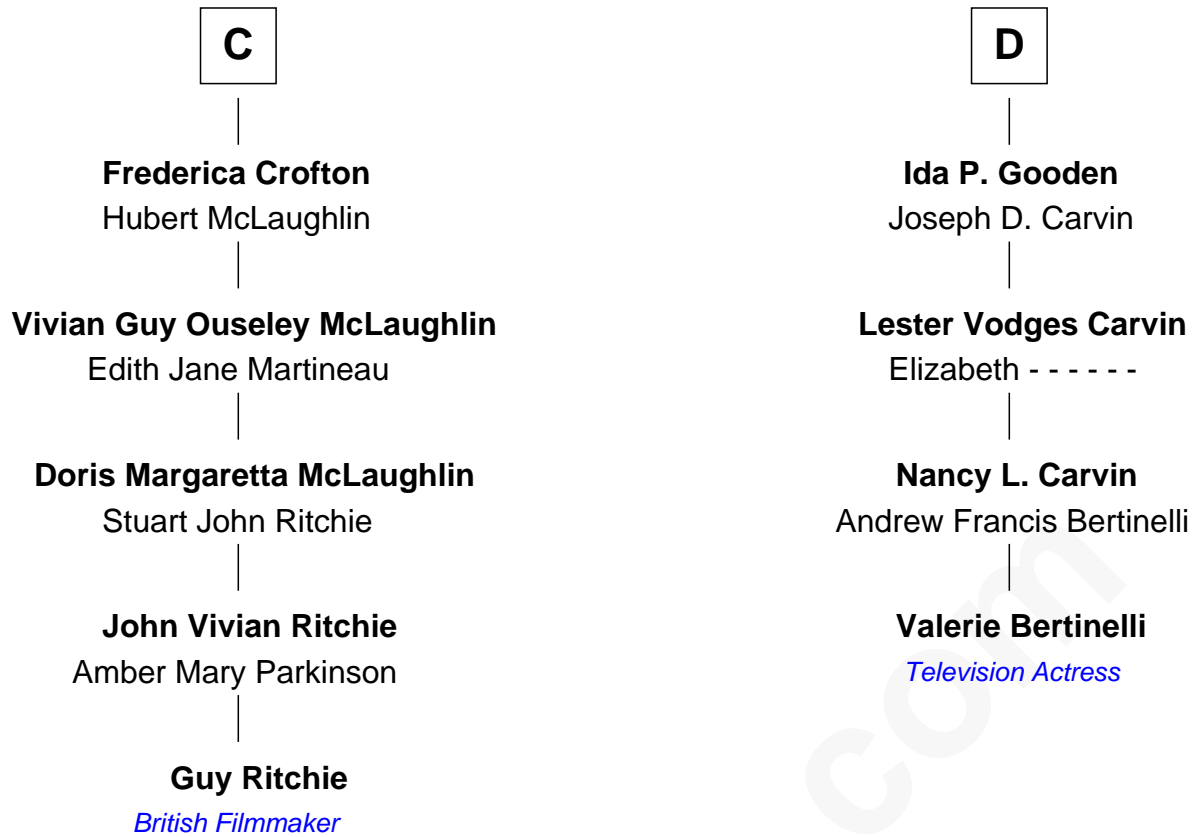 C
Frederica Crofton
Hubert McLaughlin
Vivian Guy Ouseley McLaughlin
Edith Jane Martineau
Doris Margaretta McLaughlin
Stuart John Ritchie
John Vivian Ritchie
Amber Mary Parkinson
Guy Ritchie
British Filmmaker
D
Ida P. Gooden
Joseph D. Carvin
Lester Vodges Carvin
Elizabeth - - - - - -
Nancy L. Carvin
Andrew Francis Bertinelli
Valerie Bertinelli
Television Actress
com